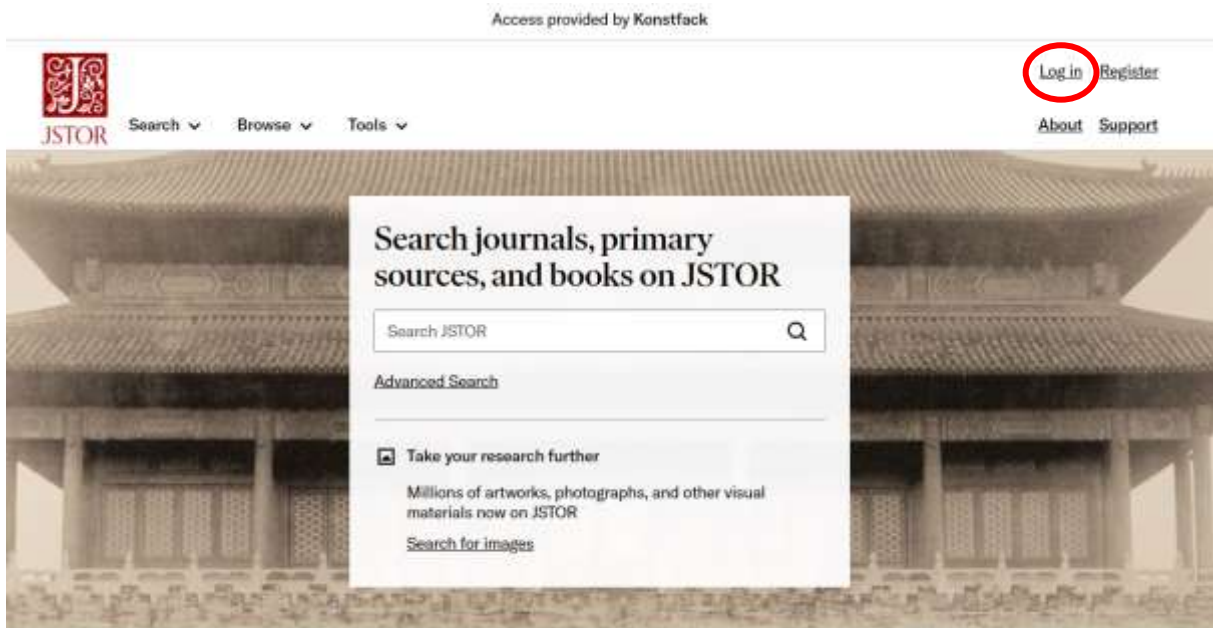 Access provided by Konstfack
Log in Register
JSTOR
Search Browse Tools
About Support
Search journals, primary
sources, and books on JSTOR
Search JSTOR
Advanced Search
Take your research further
Millions of artworks, photographs, and other visual
materials now on JSTOR
Search for images